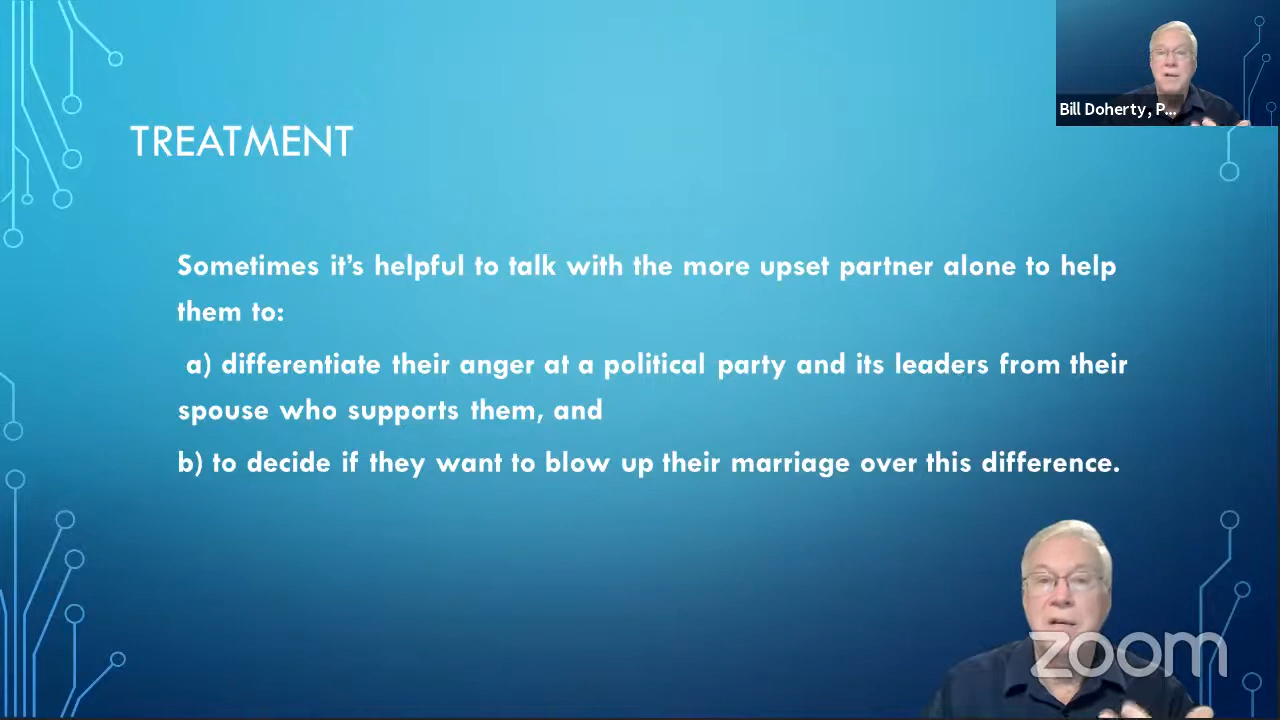 Bill Doherty, P...
TREATMENT
Sometimes it's helpful to talk with the more upset partner alone to help
them to:
a) differentiate their anger at a political party and its leaders from their
spouse who supports them, and
b) to decide if they want to blow up their marriage over this difference.
zoom